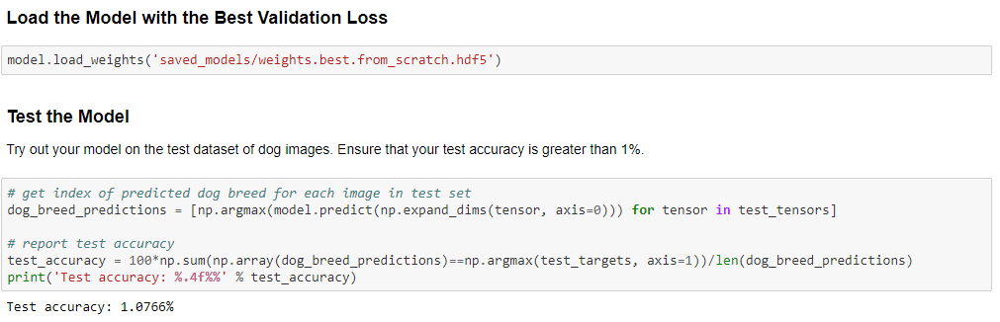 Load the Model with the Best Validation Loss
model.load_weights('saved_models/weights.best.from_scratch.hdf5')
Test the Model
Try out your model on the test dataset of dog images. Ensure that your test accuracy is greater than 1%.
# get index of predicted dog breed for each image in test set
dog_breed_predictions = [np.argmax(model.predict(np.expand_dims(tensor, axis=0))) for tensor in test_tensors]
# report test accuracy
test_accuracy = 100*np.sum(np.array(dog_breed_predictions)==np.argmax(test_targets, axis=1))/len(dog_breed_predictions)
print('Test accuracy: %.4f%%' % test_accuracy)
Test accuracy: 1.0766%